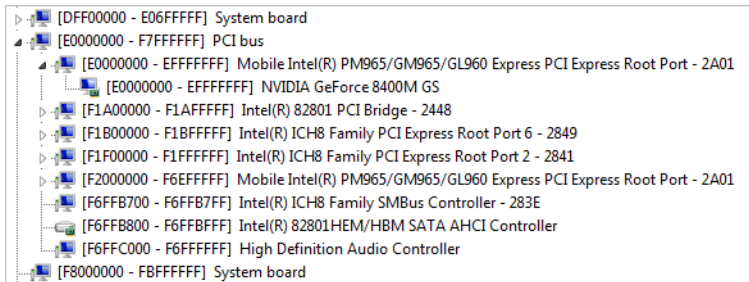 [DFF00000 - E06FFFFF] System board
[E0000000 - F7FFFFFF] PCI bus
[E0000000 - EFFFFFFF] Mobile Intel(R) PM965/GM965/GL960 Express PCI Express Root Port - 2A01
[E0000000 - EFFFFFFF] NVIDIA GeForce 8400M GS
[F1A00000 - F1AFFFFF] Intel(R) 82801 PCI Bridge - 2448
[F1B00000 - F1BFFFFF] Intel(R) ICH8 Family PCI Express Root Port 6 - 2849
[F1F00000 - F1FFFFFF] Intel(R) ICH8 Family PCI Express Root Port 2 - 2841
[F2000000 - F6EFFFFF] Mobile Intel(R) PM965/GM965/GL960 Express PCI Express Root Port - 2A01
[F6FFB700 - F6FFB7FF] Intel(R) ICH8 Family SMBus Controller - 283E
[F6FFB800 - F6FFBFFF] Intel(R) 82801HEM/HBM SATA AHCI Controller
[F6FFC000 - F6FFFFFF] High Definition Audio Controller
[F8000000 - FBFFFFFF] System board